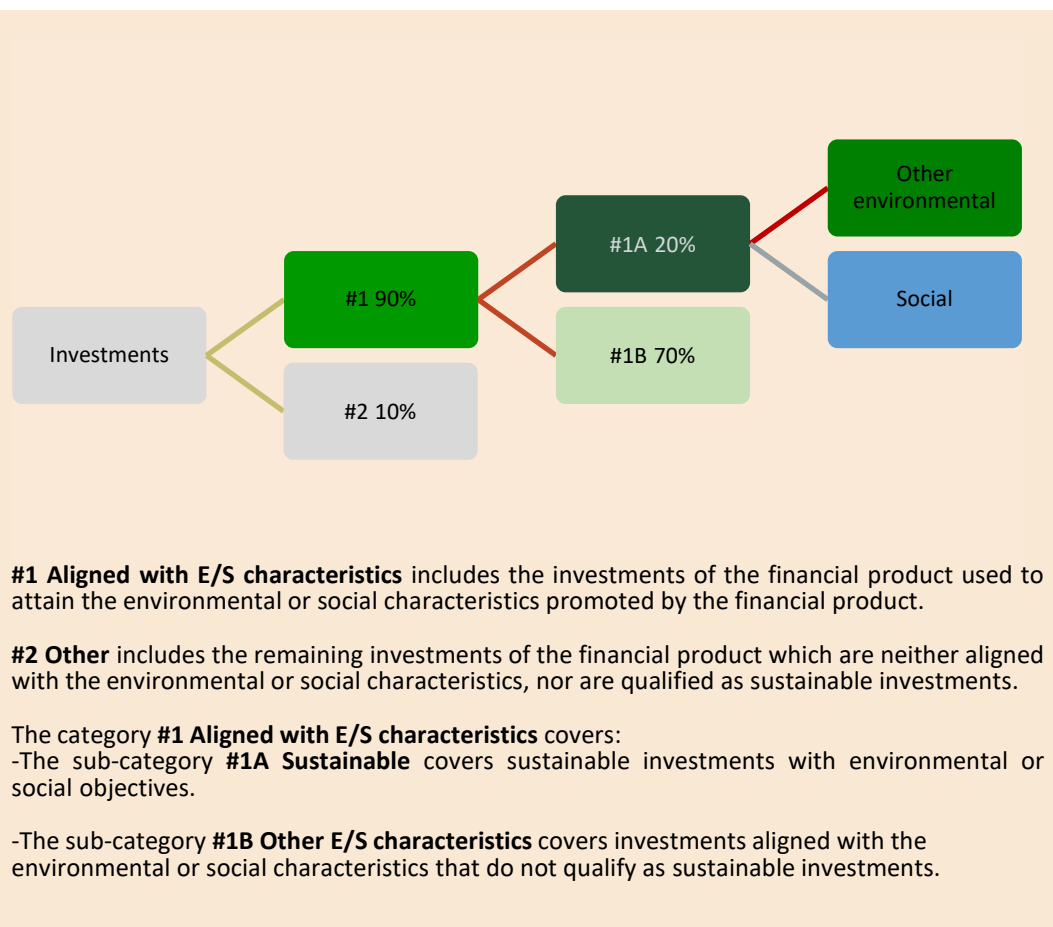 Other
environmental
#1A 20%
#1 90%
Social
Investments
#1B 70%
#2 10%
#1 Aligned with E/S characteristics includes the investments of the financial product used to
attain the environmental or social characteristics promoted by the financial product.
#2 Other includes the remaining investments of the financial product which are neither aligned
with the environmental or social characteristics, nor are qualified as sustainable investments.
The category #1 Aligned with E/S characteristics covers:
-The sub-category #1A Sustainable covers sustainable investments with environmental or
social objectives.
-The sub-category #1B Other E/S characteristics covers investments aligned with the
environmental or social characteristics that do not qualify as sustainable investments.